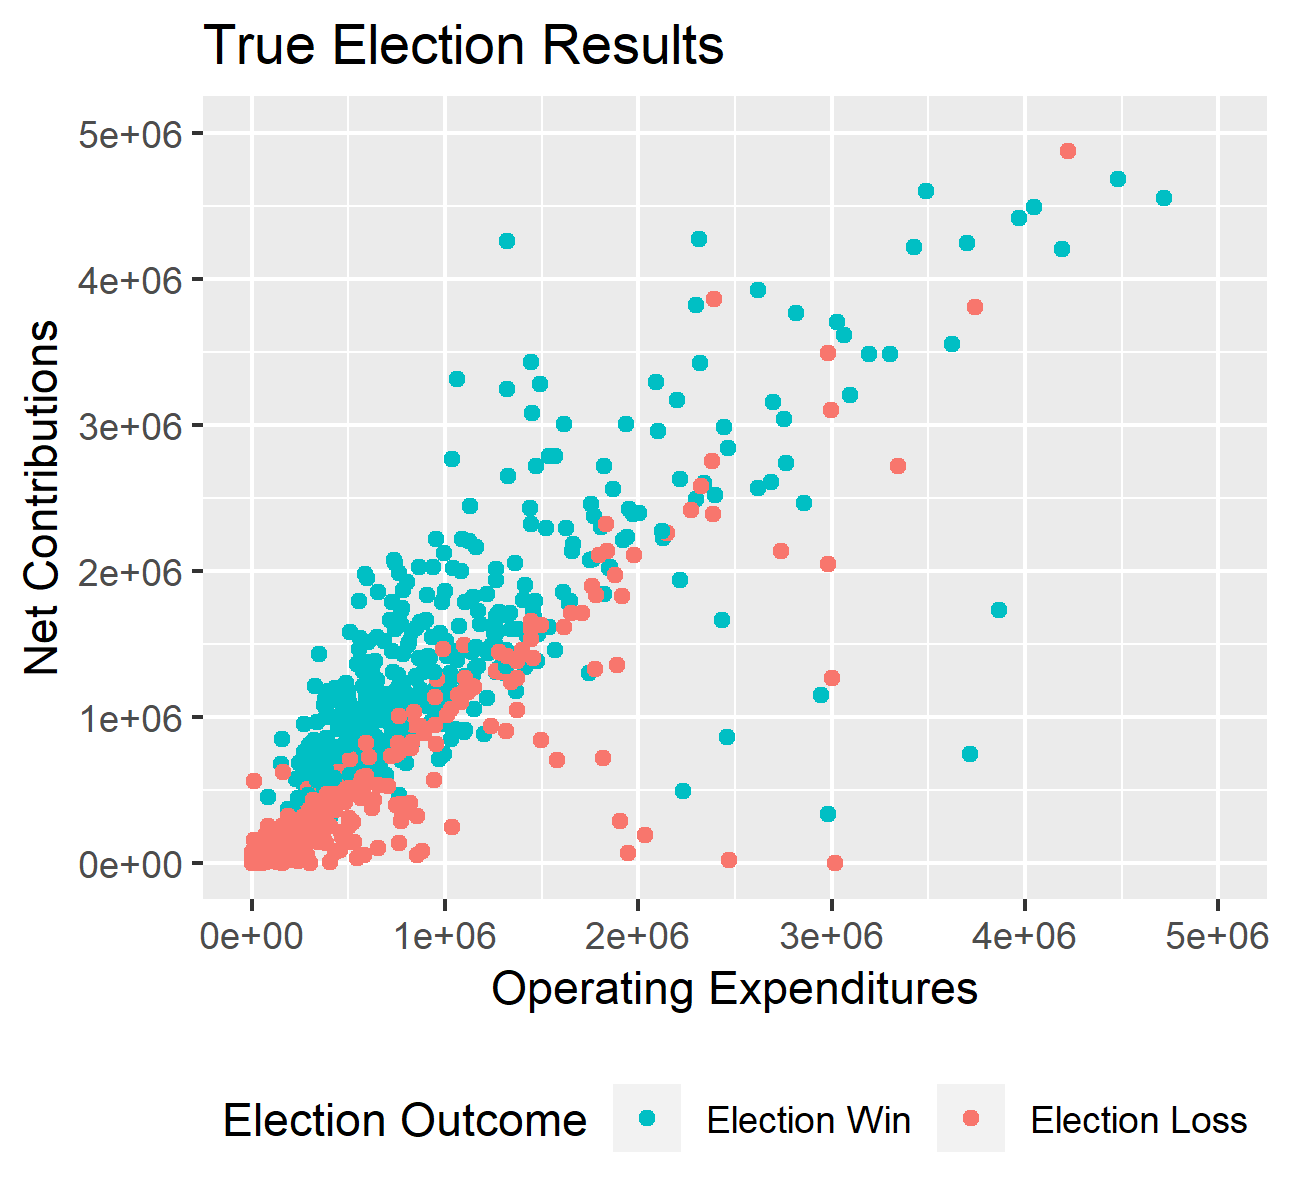 True Election Results
Net Contributions
5e+06
4e+06
3e+06
2e+06
1e+06
0e+00
0e+00 1e+06 2e+06 3e+06 4e+06 5e+06
Operating Expenditures
Election Outcome Election Win Election Loss